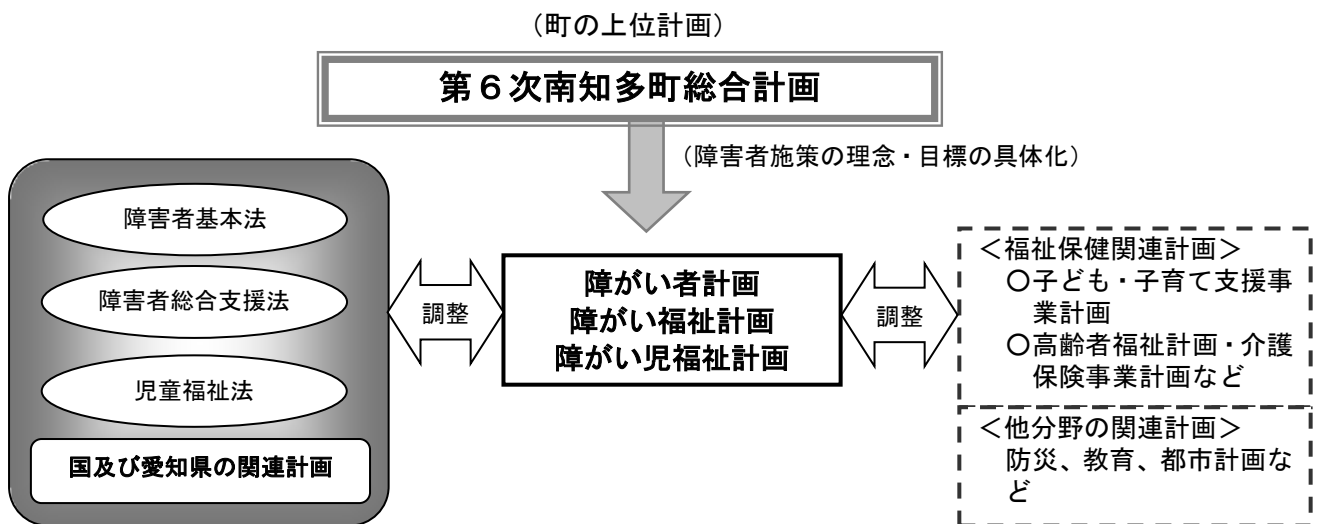 （町の上位計画）
第６次南知多町総合計画
（障害者施策の理念・目標の具体化）
障害者基本法
障害者総合支援法
児童福祉法
国及び愛知県の関連計画
調整
障がい者計画
障がい福祉計画
障がい児福祉計画
調整
＜福祉保健関連計画＞
〇子ども・子育て支援事
業計画
〇高齢者福祉計画・介護
保険事業計画など
＜他分野の関連計画＞
防災、教育、都市計画な
ど